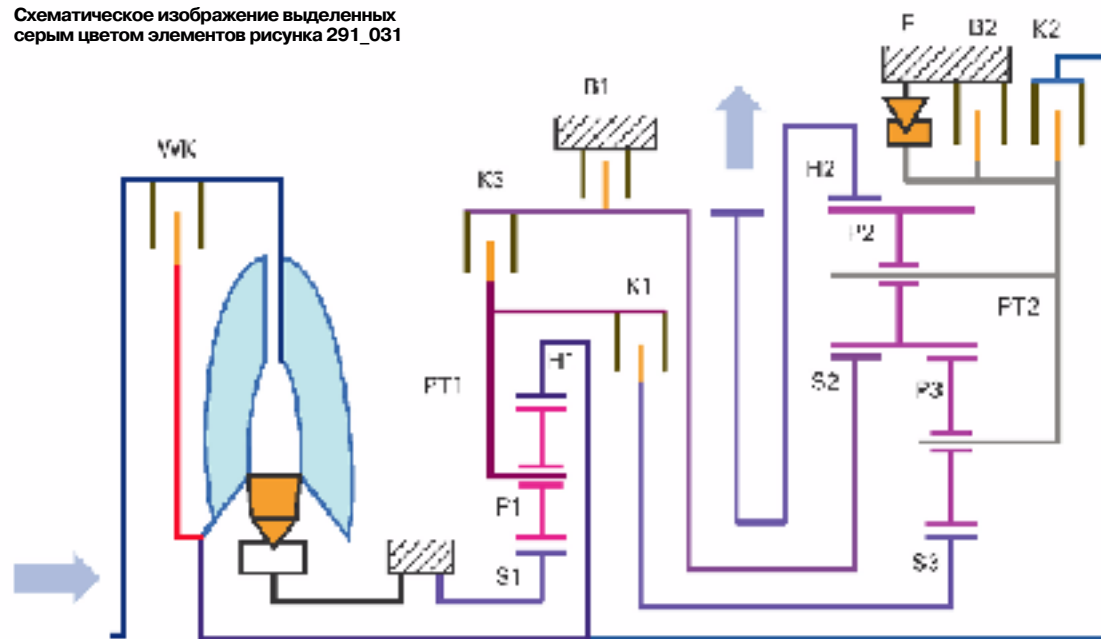 Схематическое изображение выделенных
серым цветом элементов рисунка 291_031
F
B2
K2
B1
WK
K3
H2
P2
K1
PT2
H1
PT1
S2
P3
P1
S1
S3